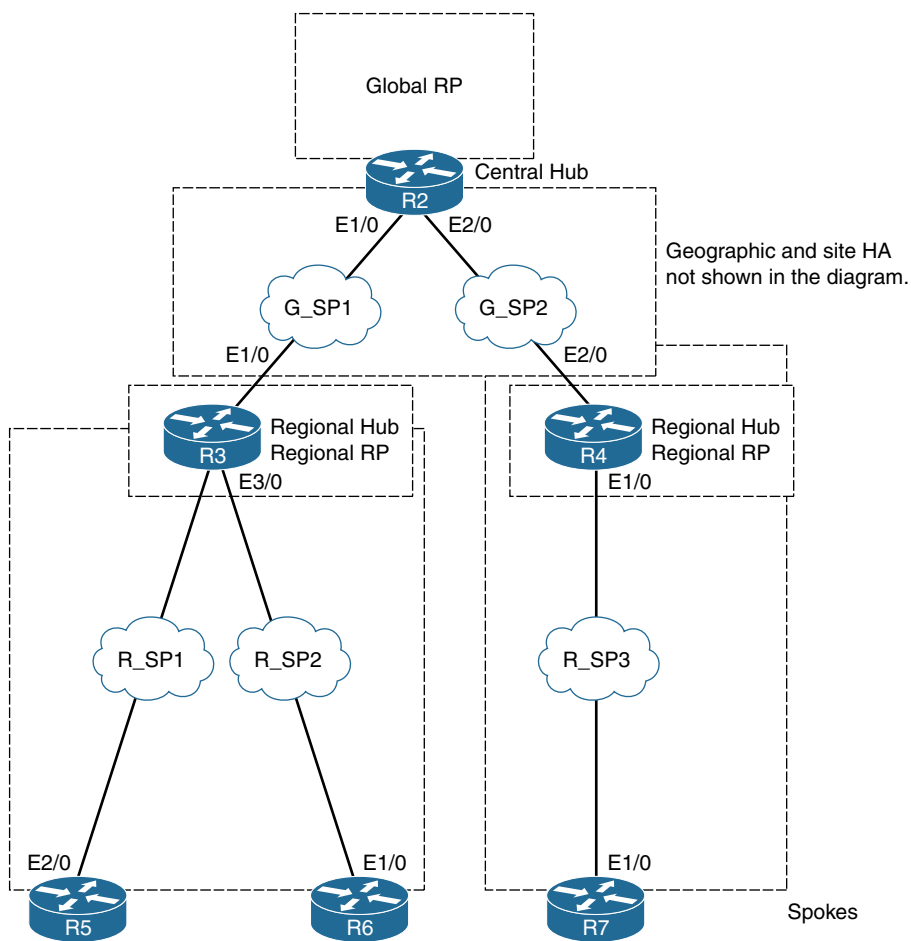 Global RP
Central Hub
R2
E1/0
E2/0
Geographic and site HA
not shown in the diagram.
G_SP1
G_SP2
E1/0
E2/0
Regional Hub
Regional RP
R3
Regional Hub
Regional RP
R4
E3/0
E1/0
R_SP1
R_SP2
R_SP3
E2/0
E1/0
E1/0
R5
R6
R7
Spokes